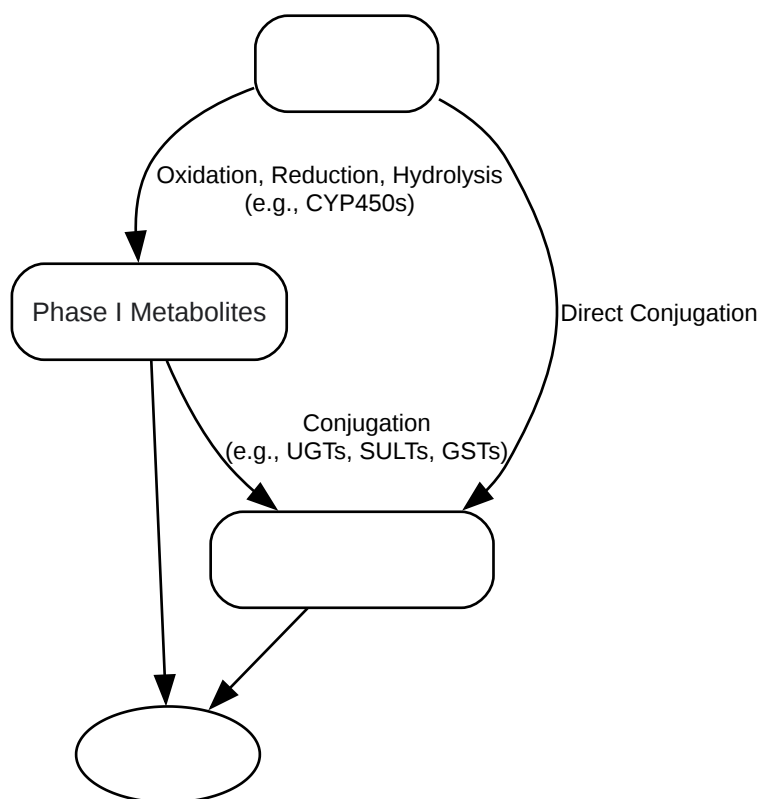 Oxidation, Reduction, Hydrolysis
(e.g., CYP450s)
Phase I Metabolites
Direct Conjugation
Conjugation
(e.g., UGTs, SULTs, GSTs)